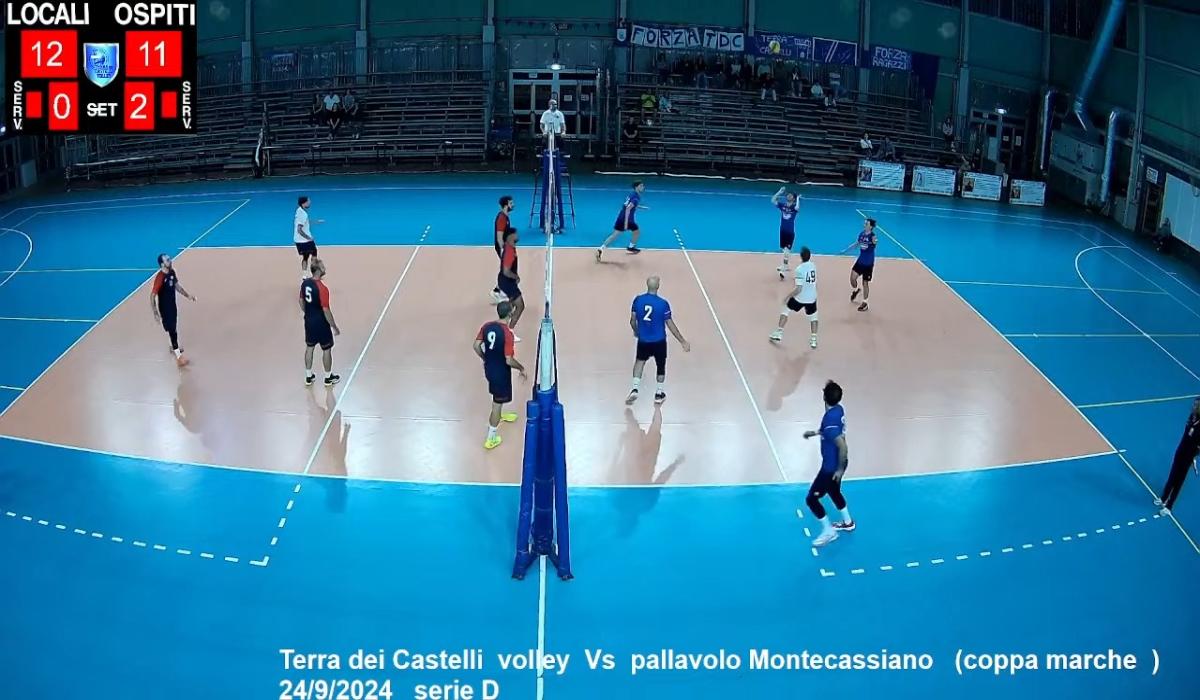 LOCALI OSPITI
12 11
SERV. 0 SET 2 SERV.
FORZA TDC
TERRA
FORZA
RAGAZZI
49
5
2
9
Terra dei Castelli volley Vs pallavolo Montecassiano (coppa marche )
24/9/2024 serie D